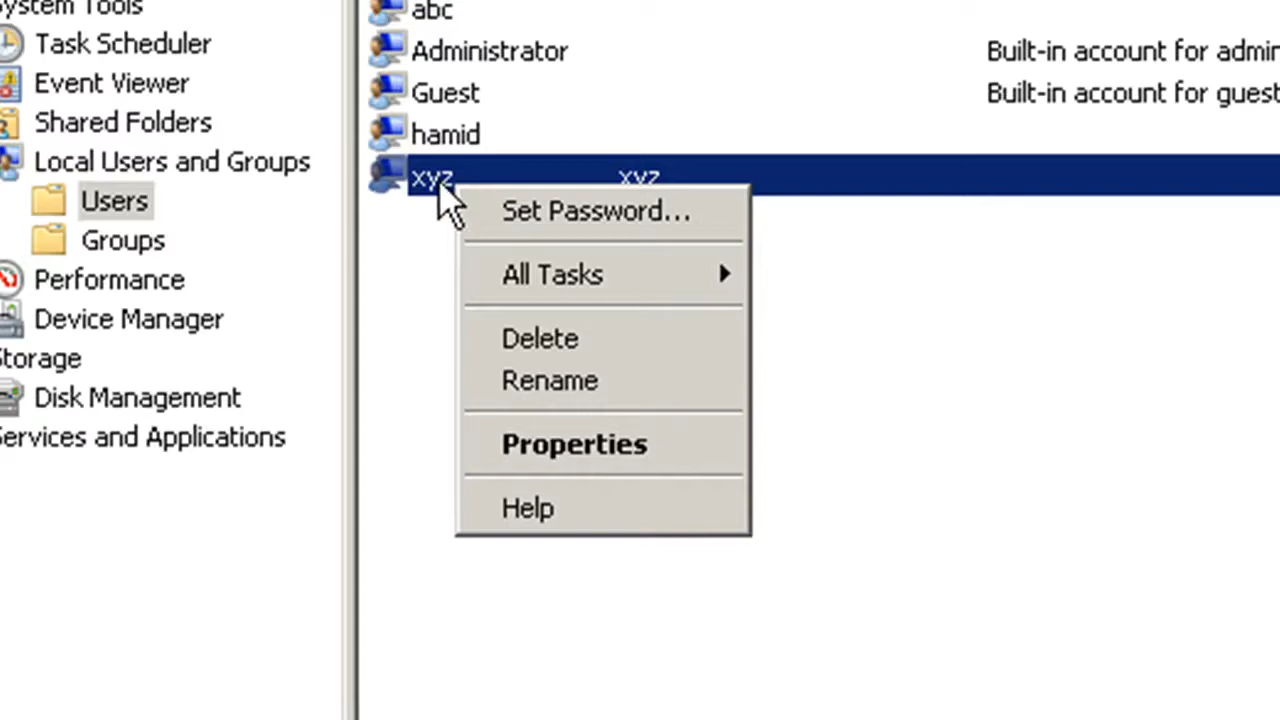 ystem Tools
Task Scheduler
Event Viewer
Shared Folders
Local Users and Groups
Users
Groups
Performance
Device Manager
Storage
Disk Management
Services and Applications
abc
Administrator Built-in account for admin
Guest Built-in account for guest
hamid
xyz xyz
Set Password...
All Tasks
Delete
Rename
Properties
Help